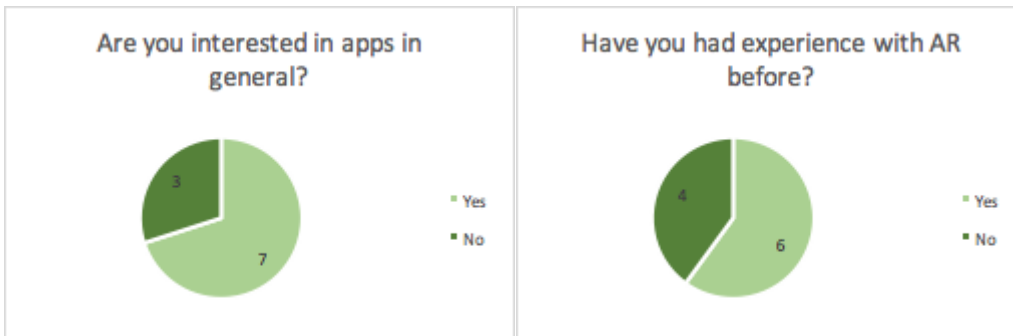 Are you interested in apps in
general?
3
7
Yes
No
Have you had experience with AR
before?
4
6
Yes
No